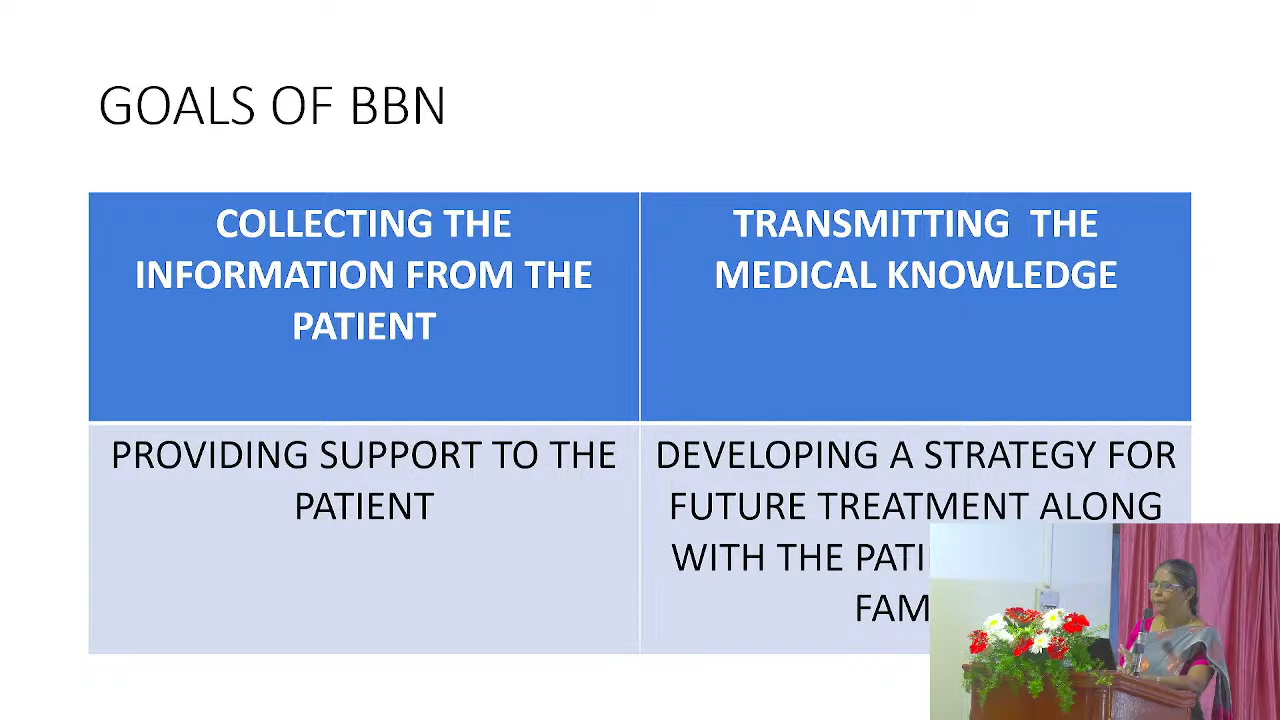 GOALS OF BBN
COLLECTING THE
INFORMATION FROM THE
PATIENT
TRANSMITTING THE
MEDICAL KNOWLEDGE
PROVIDING SUPPORT TO THE
PATIENT
DEVELOPING A STRATEGY FOR
FUTURE TREATMENT ALONG
WITH THE